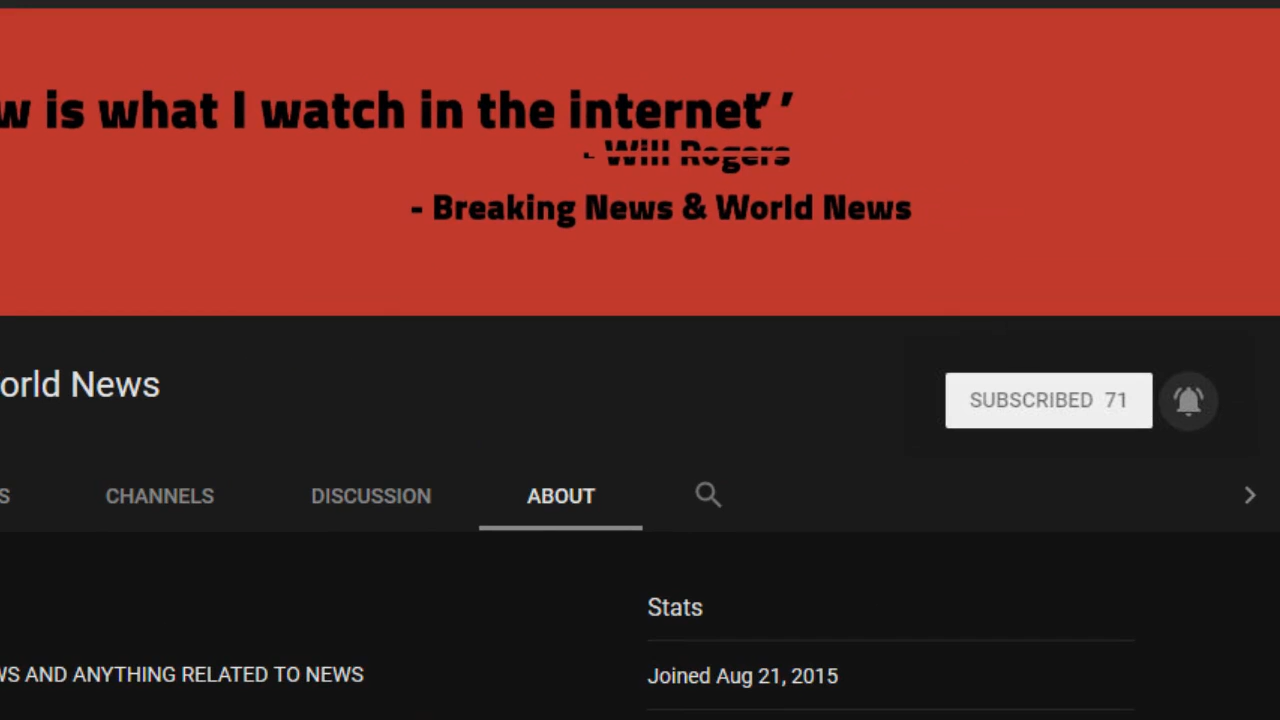 w is what I watch in the internet’’
- Will Rogers
- Breaking News & World News
orld News
SUBSCRIBED 71
S CHANNELS DISCUSSION ABOUT
Stats
WS AND ANYTHING RELATED TO NEWS
Joined Aug 21, 2015